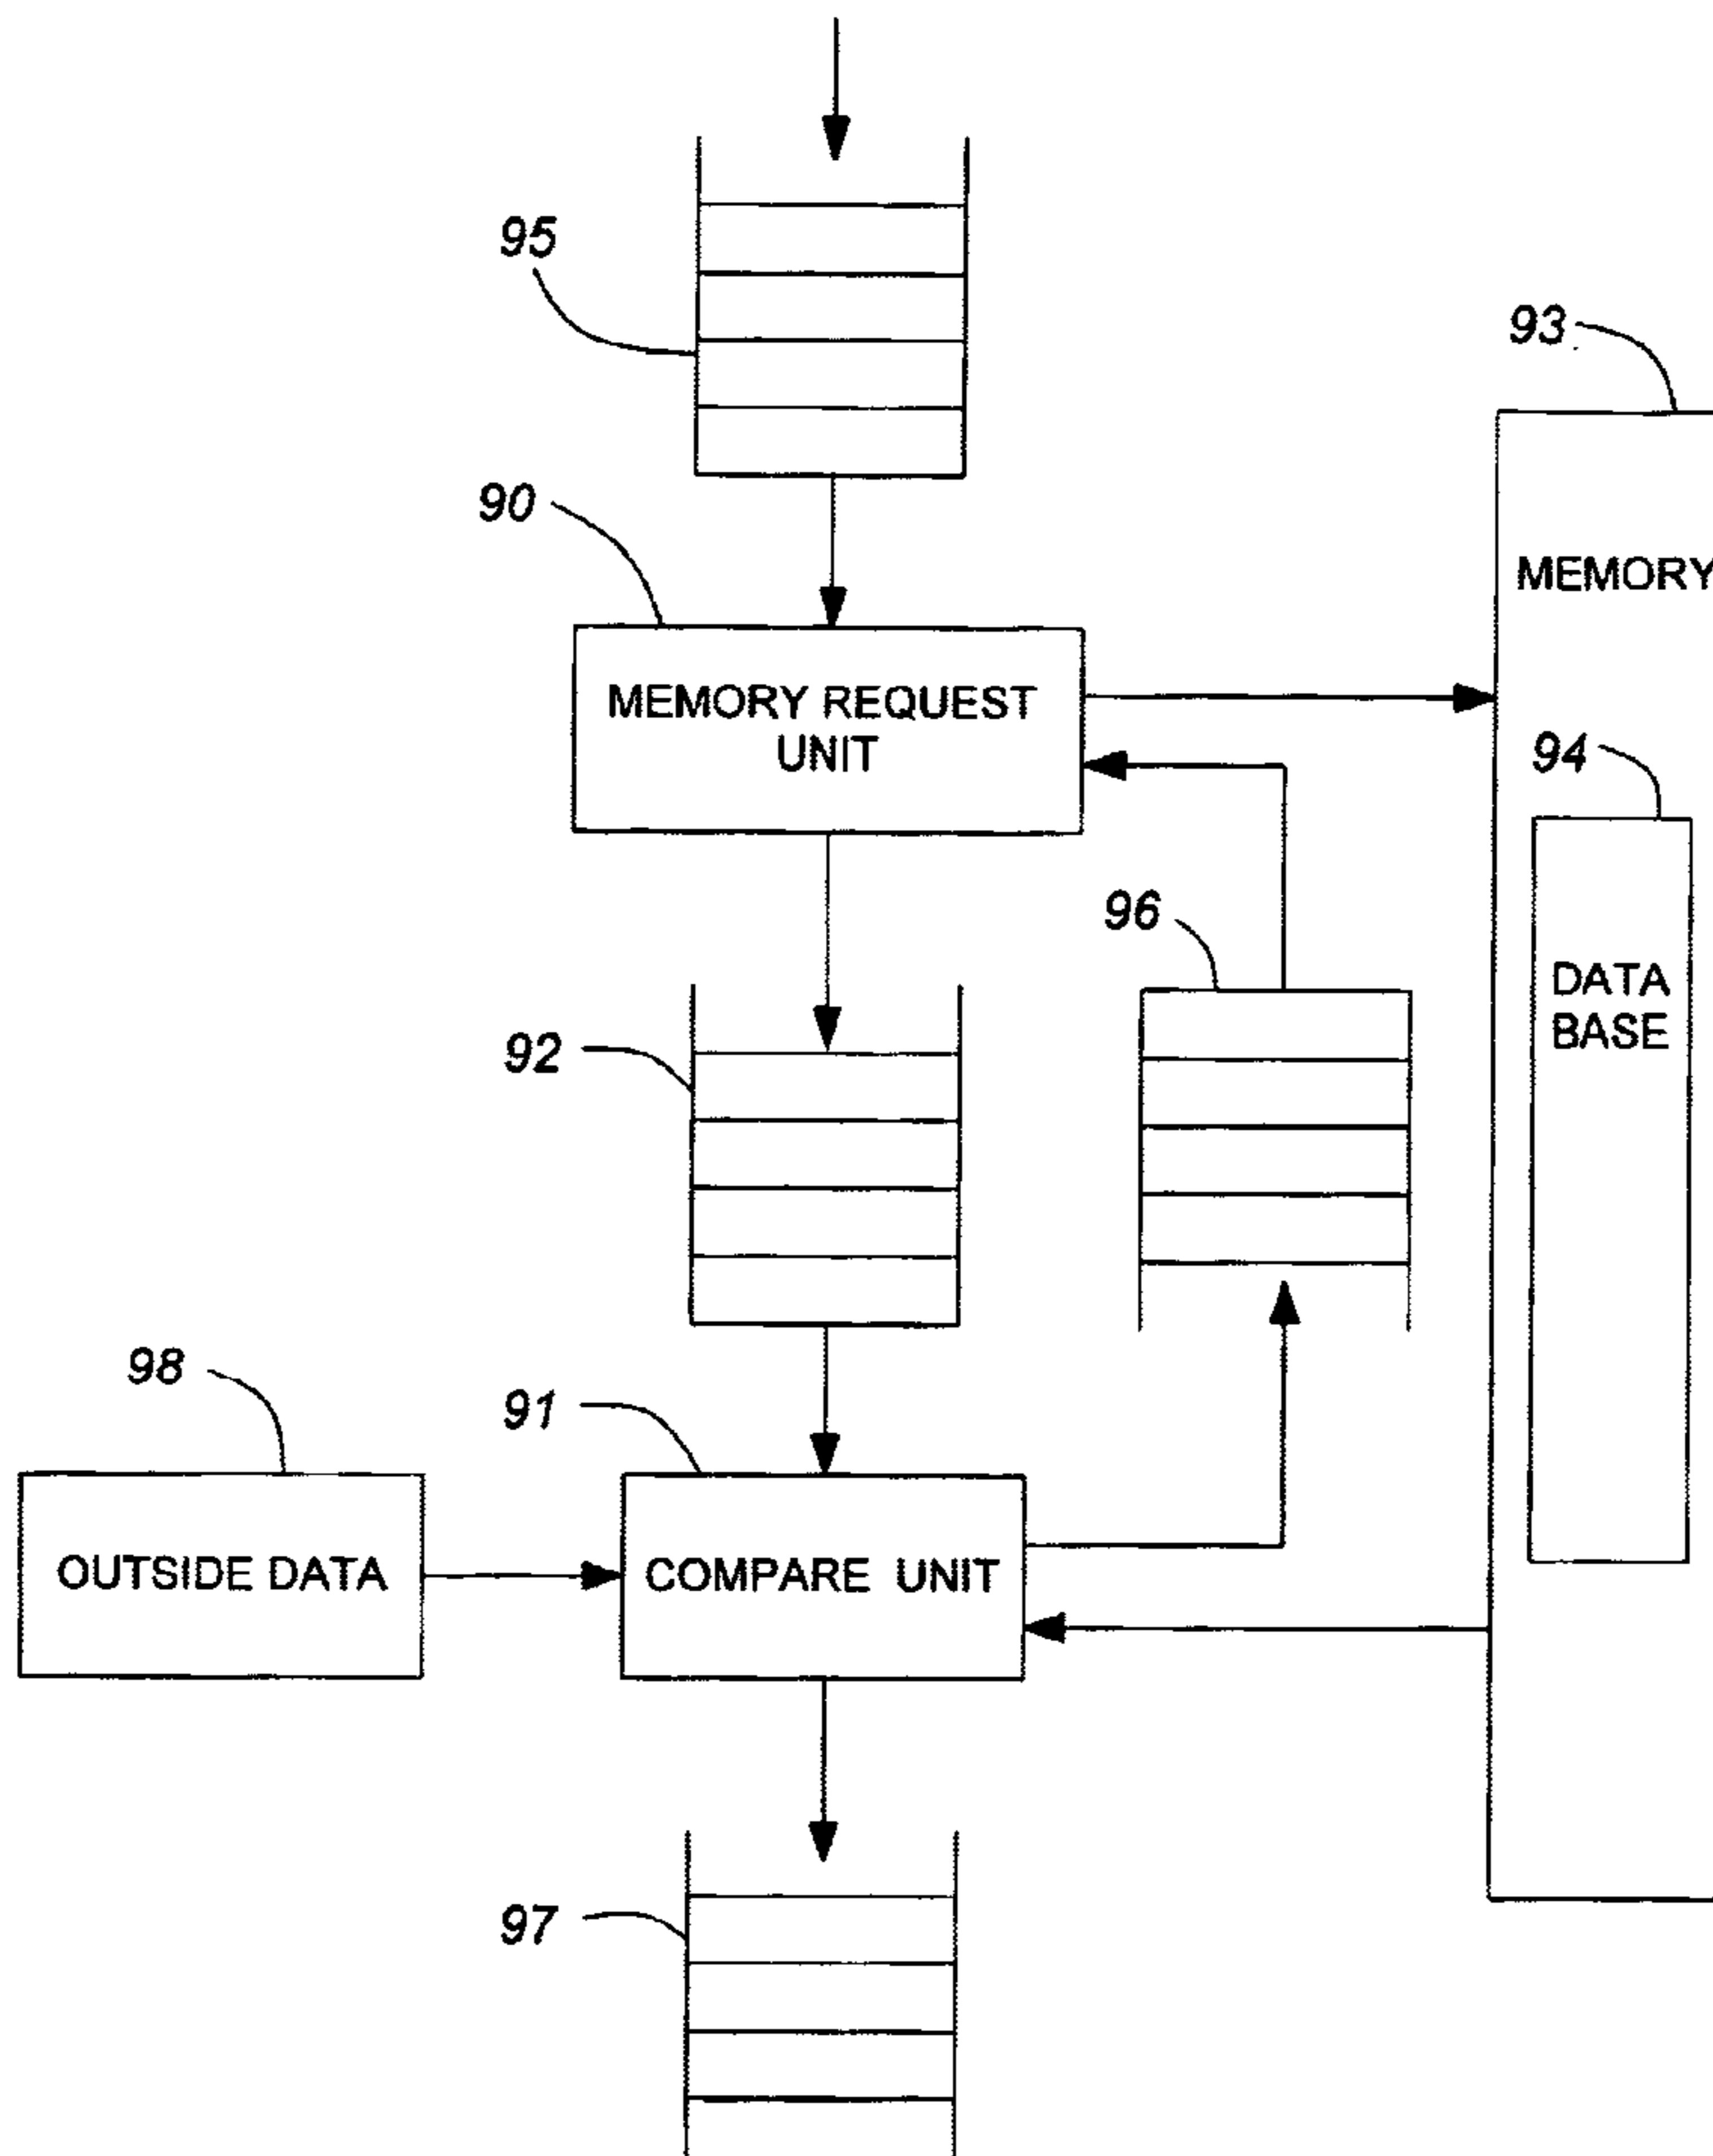 95
93
90
MEMORY
MEMORY REQUEST
UNIT
94
96
DATA
BASE
92
98
91
OUTSIDE DATA
COMPARE UNIT
97